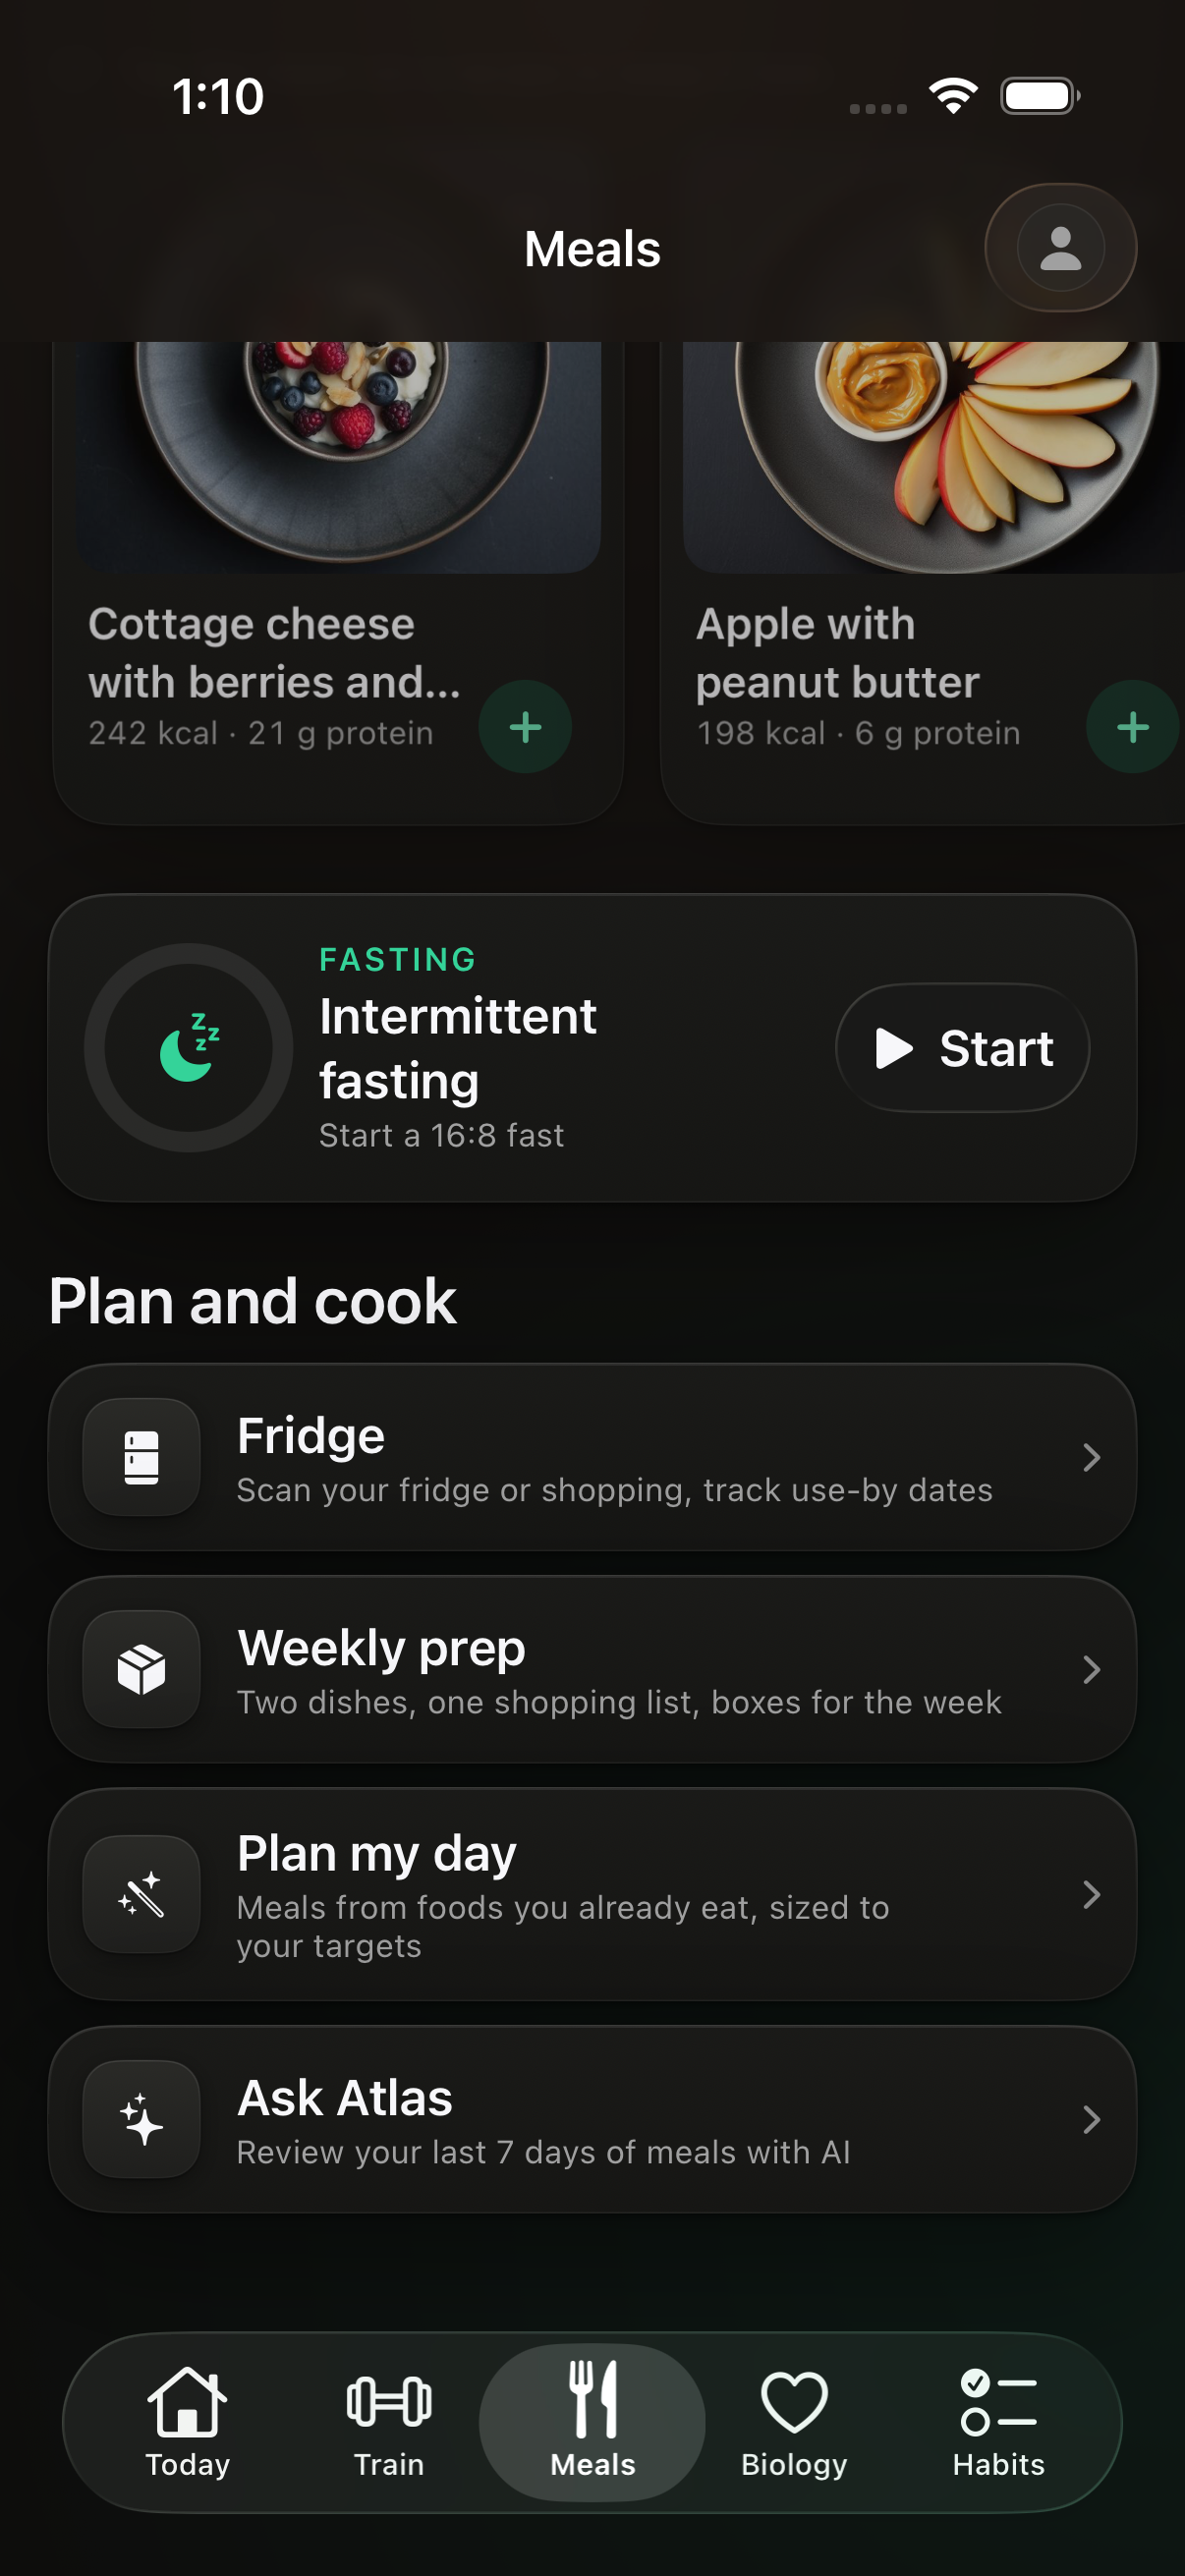 1:10
Meals
Cottage cheese
with berries and...
242 kcal · 21 g protein
Apple with
peanut butter
198 kcal · 6 g protein
FASTING
Intermittent
fasting
Start a 16:8 fast
Start
Plan and cook
Fridge
Scan your fridge or shopping, track use-by dates
Weekly prep
Two dishes, one shopping list, boxes for the week
Plan my day
Meals from foods you already eat, sized to
your targets
Ask Atlas
Review your last 7 days of meals with AI
Today
Train
Meals
Biology
Habits